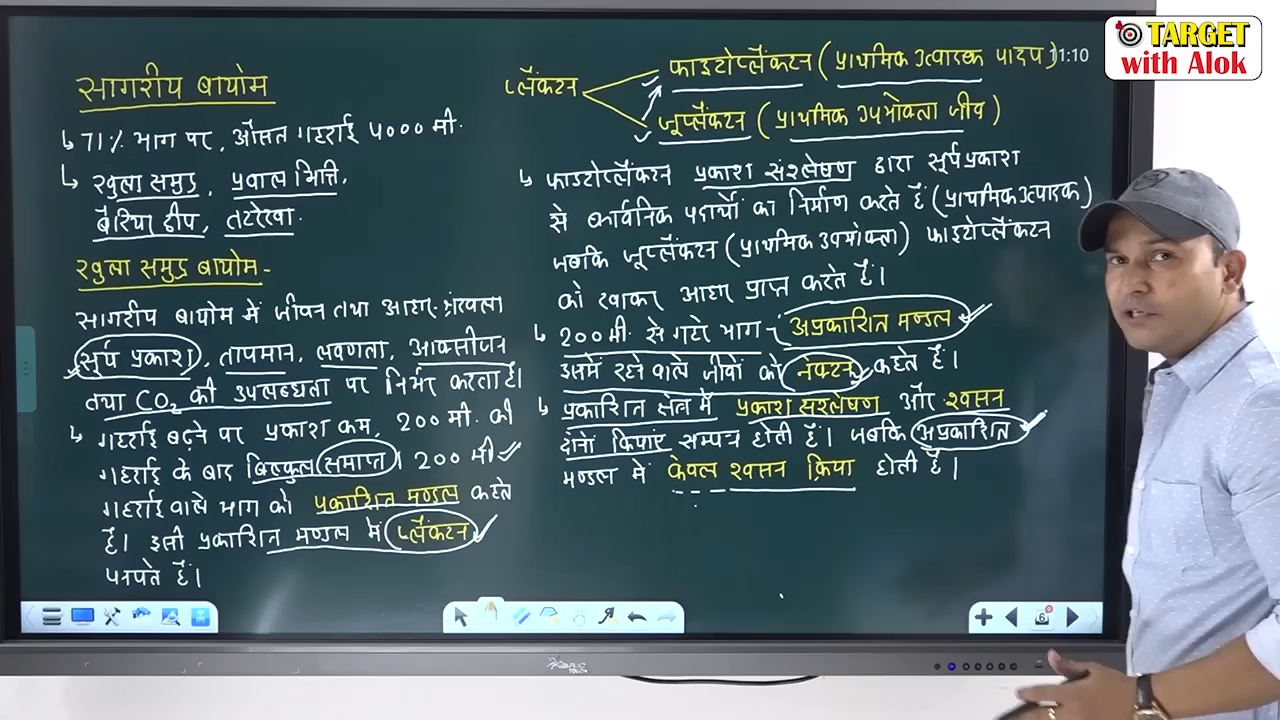 सागरीय बायोम
↳ 71% भाग पर, औसत गहराई 4000 मी.
↳ खुला समुद्र, प्रवाल भित्ति,
बैरियर द्वीप, तटरेखा
खुला समुद्र बायोम -
सागरीय बायोम में जीवन तथा आहार-श्रृंखला
सूर्य प्रकाश, तापमान, लवणता, आक्सीजन
तथा CO2 की उपलब्धता पर निर्भर करता है।
↳ गहराई बढ़ने पर प्रकाश कम, 200 मी. की
गहराई के बाद बिल्कुल समाप्त। 200 मी
गहराई वाले भाग को प्रकाशित मण्डल कहते
हैं। इसी प्रकाशित मण्डल में प्लैंकटन
पनपते हैं।
प्लैंकटन
फाइटोप्लैंकटन (प्राथमिक उत्पादक पादप)
जूप्लैंकटन (प्राथमिक उपभोक्ता जीव)
↳ फाइटोप्लैंकटन प्रकाश संश्लेषण द्वारा सूर्यप्रकाश
से कार्बनिक पदार्थों का निर्माण करते हैं (प्राथमिक उत्पादक)
जबकि जूप्लैंकटन (प्राथमिक उपभोक्ता) फाइटोप्लैंकटन
को खाकर आहार प्राप्त करते हैं।
↳ 200 मी. से गहरे भाग - अप्रकाशित मण्डल
इसमें रहने वाले जीवों को नेक्टन कहते हैं।
↳ प्रकाशित क्षेत्र में प्रकाश संश्लेषण और श्वसन
दोनों क्रियाएं सम्पन्न होती हैं। जबकि अप्रकाशित
मण्डल में केवल श्वसन क्रिया होती है।
11:10
TARGET
with Alok
6